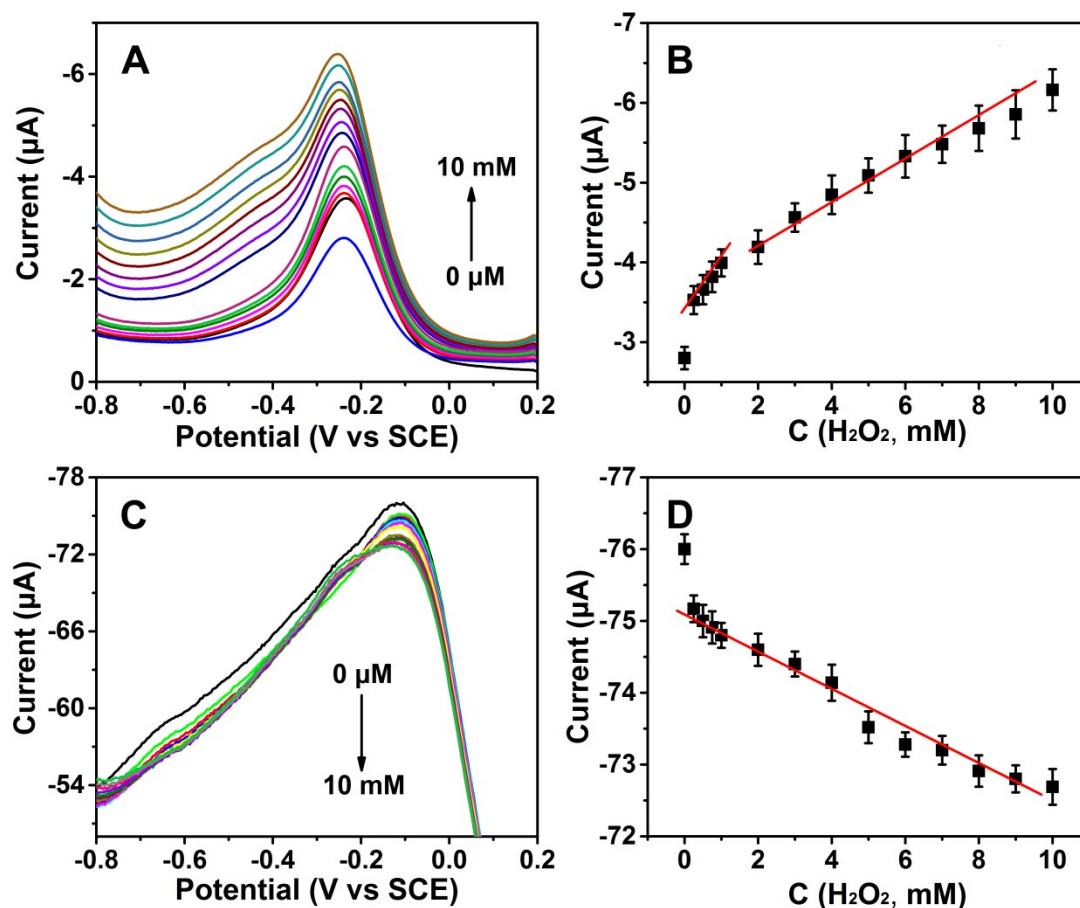 A
Current (µA)
-6
-4
-2
0
10 mM
0 µM
-0.8 -0.6 -0.4 -0.2 0.0 0.2
Potential (V vs SCE)
B
Current (µA)
-7
-6
-5
-4
-3
0 2 4 6 8 10
C (H₂O₂, mM)
C
Current (µA)
-78
-72
-66
-60
-54
0 µM
10 mM
-0.8 -0.6 -0.4 -0.2 0.0 0.2
Potential (V vs SCE)
D
Current (µA)
-77
-76
-75
-74
-73
-72
0 2 4 6 8 10
C (H₂O₂, mM)